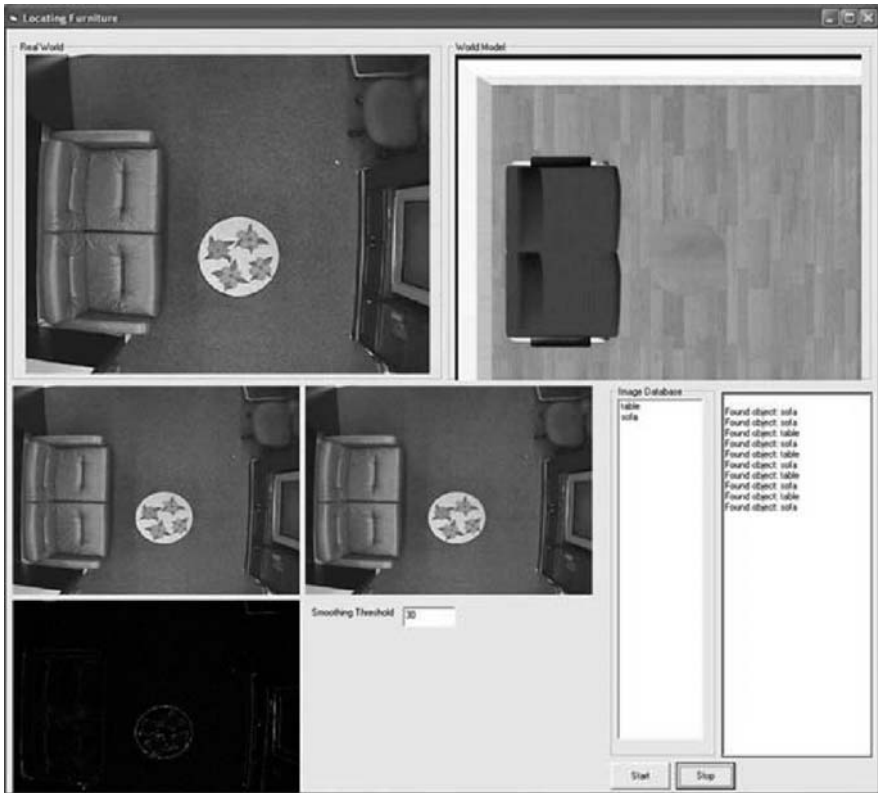 Locating Furniture
Real World
World Model
Image Database
table
sofa
Found object: sofa
Found object: sofa
Found object: table
Found object: sofa
Found object: table
Found object: sofa
Found object: table
Found object: sofa
Found object: table
Found object: sofa
Smoothing Threshold
30
Start
Stop